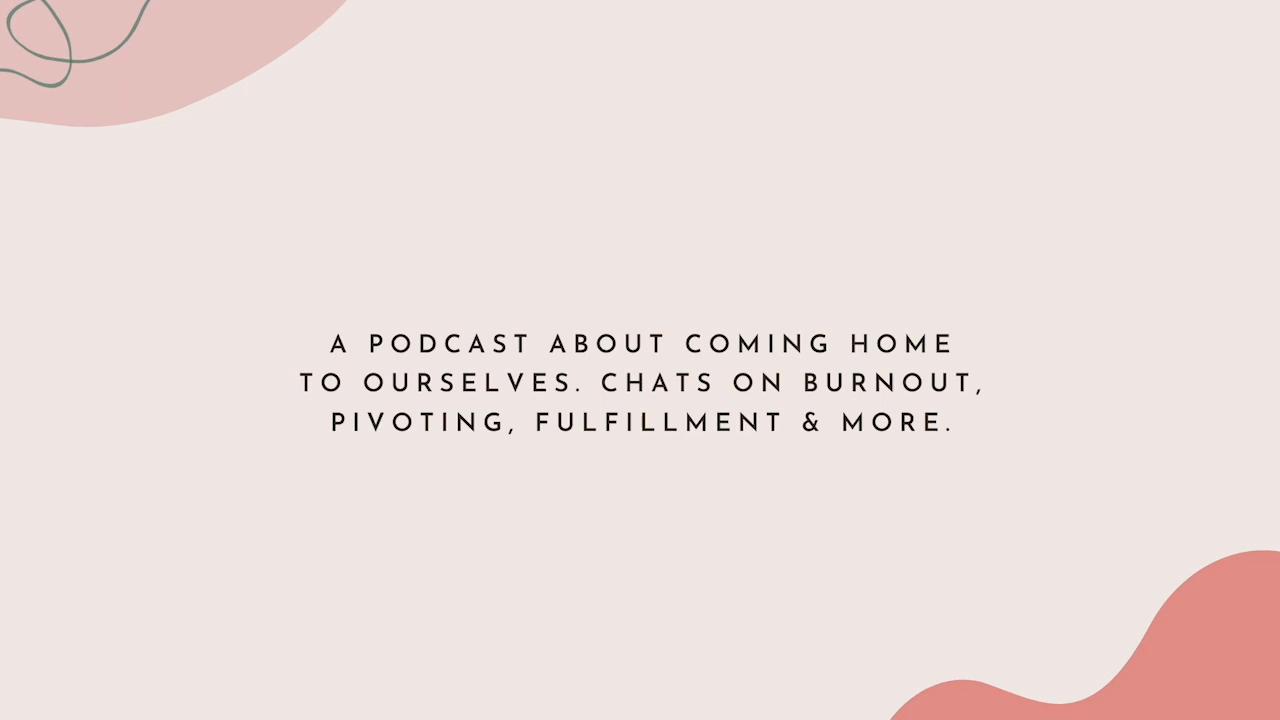 A PODCAST ABOUT COMING HOME
TO OURSELVES. CHATS ON BURNOUT,
PIVOTING, FULFILLMENT & MORE.